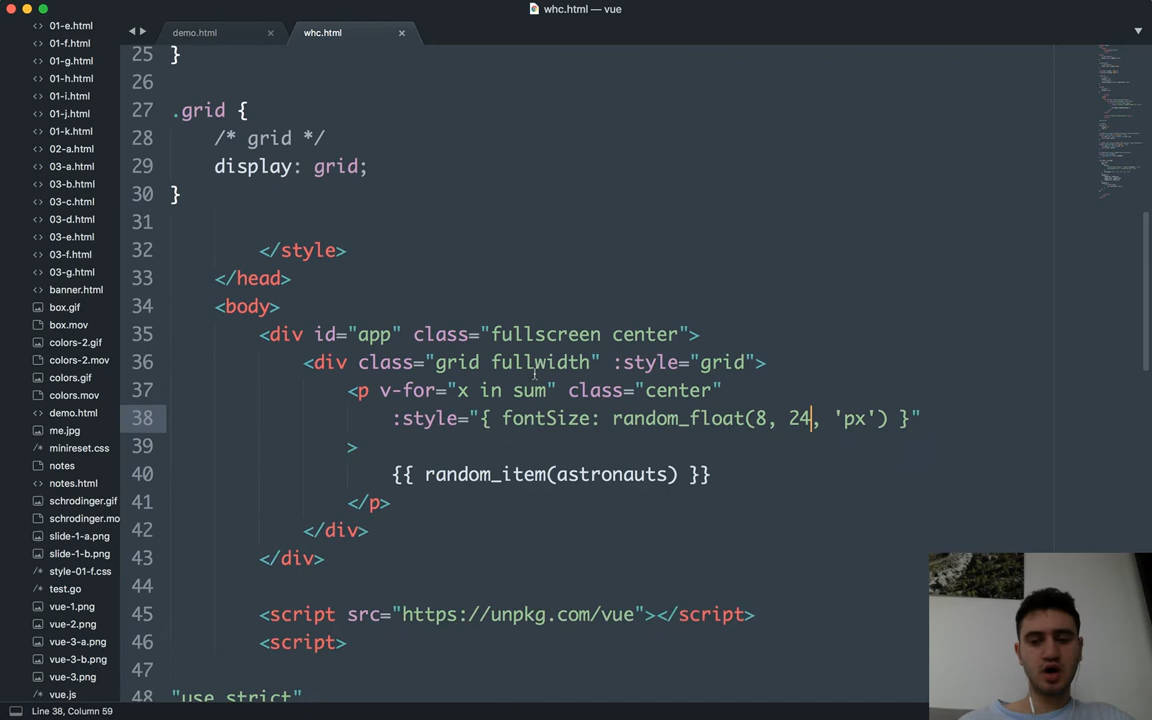 whc.html — vue
demo.html
whc.html
01-e.html
01-f.html
01-g.html
01-h.html
01-i.html
01-j.html
01-k.html
02-a.html
03-a.html
03-b.html
03-c.html
03-d.html
03-e.html
03-f.html
03-g.html
banner.html
box.gif
box.mov
colors-2.gif
colors-2.mov
colors.gif
colors.mov
demo.html
me.jpg
minireset.css
notes
notes.html
schrodinger.gif
schrodinger.mo
slide-1-a.png
slide-1-b.png
style-01-f.css
test.go
vue-1.png
vue-2.png
vue-3-a.png
vue-3-b.png
vue-3.png
vue.js
25 }
26
27 .grid {
28 /* grid */
29 display: grid;
30 }
31
32 </style>
33 </head>
34 <body>
35 <div id="app" class="fullscreen center">
36 <div class="grid fullwidth" :style="grid">
37 <p v-for="x in sum" class="center"
38 :style="{ fontSize: random_float(8, 24, 'px') }"
39 >
40 {{ random_item(astronauts) }}
41 </p>
42 </div>
43 </div>
44
45 <script src="https://unpkg.com/vue"></script>
46 <script>
47
48 "use strict"
Line 38, Column 59